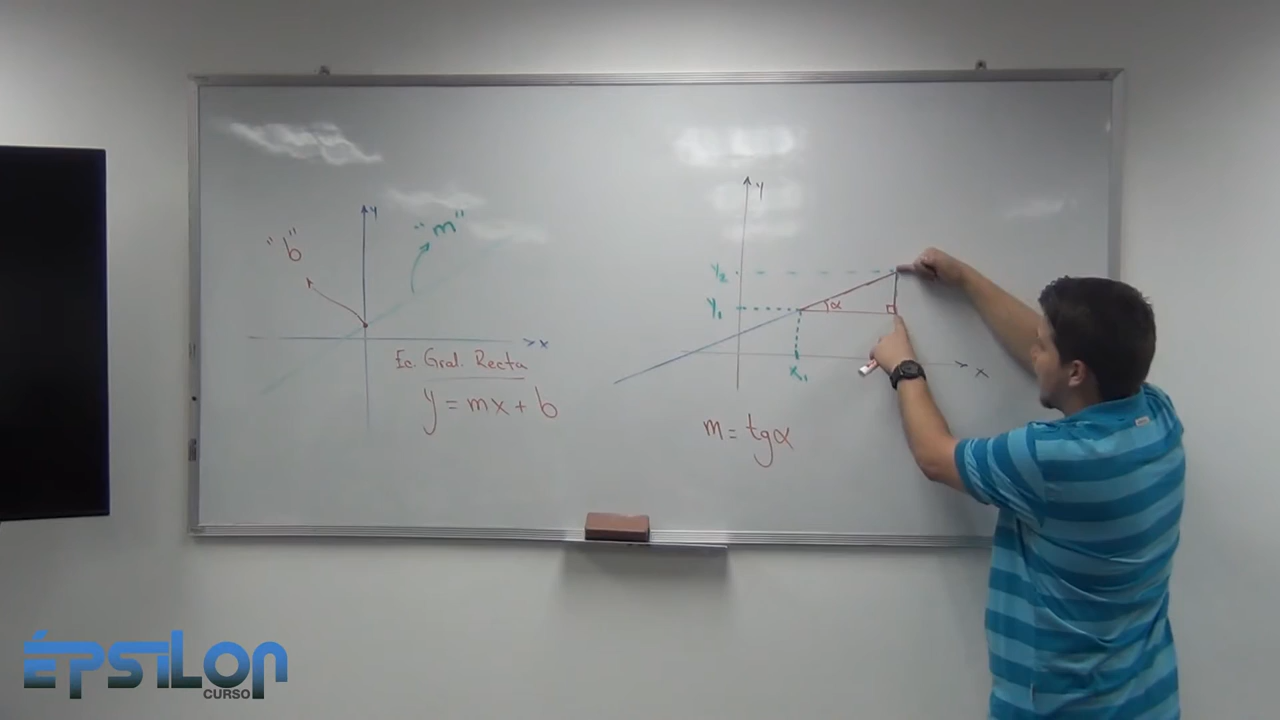 y
"m"
"b"
x
Ec. Gral. Recta
y = mx + b
y
y₂
y₁
α
x₁
x
m = tgα
ÉPSILON
CURSO